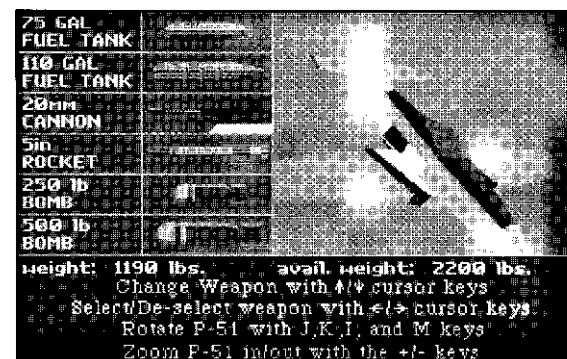 75 GAL
FUEL TANK
110 GAL
FUEL TANK
20mm
CANNON
5in
ROCKET
250 lb
BOMB
500 lb
BOMB
weight: 1190 lbs. avail. weight: 2200 lbs.
Change Weapon with ↑/↓ cursor keys
Select/De-select weapon with ←/→ cursor keys
Rotate P-51 with J,K,I, and M keys
Zoom P-51 in/out with the +/- keys